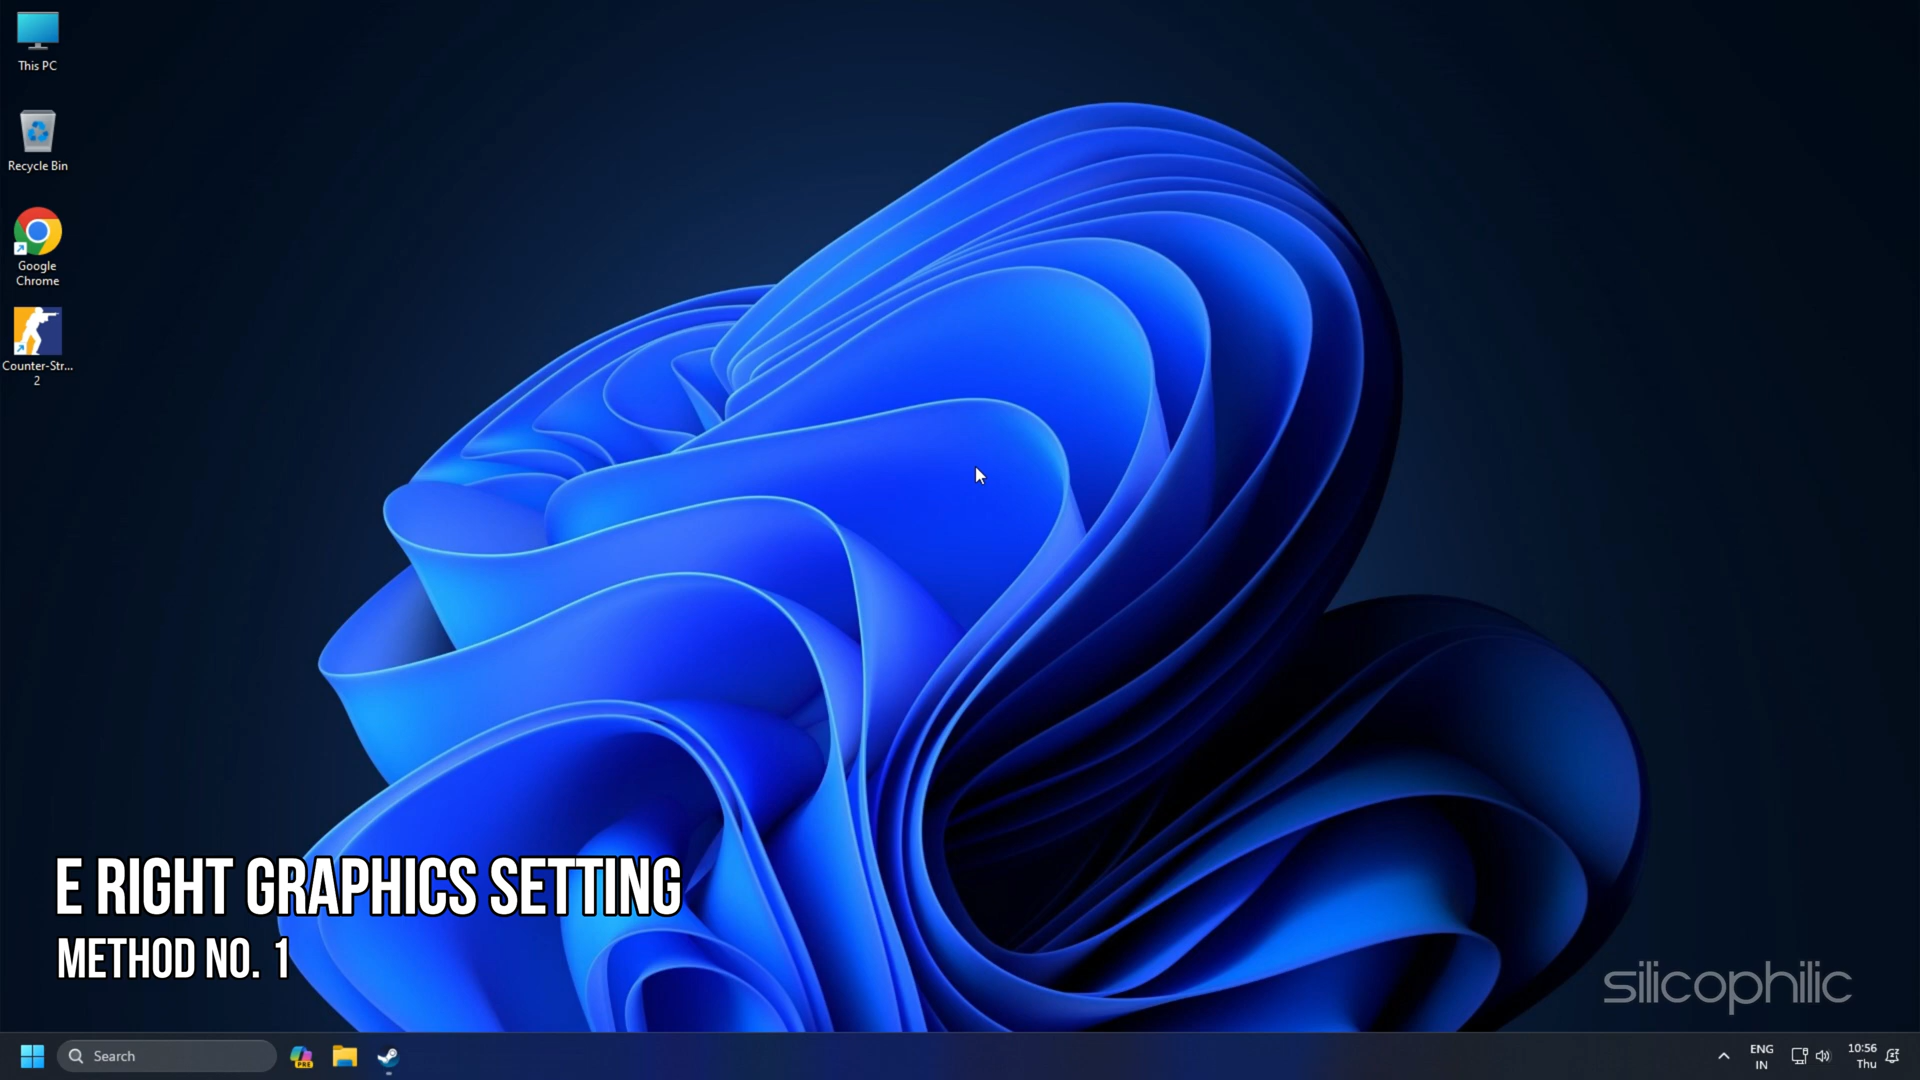 This PC
Recycle Bin
Google
Chrome
Counter-Str...
2
E RIGHT GRAPHICS SETTING
METHOD NO. 1
silicophilic
Search
PRE
ENG
IN
10:56
Thu